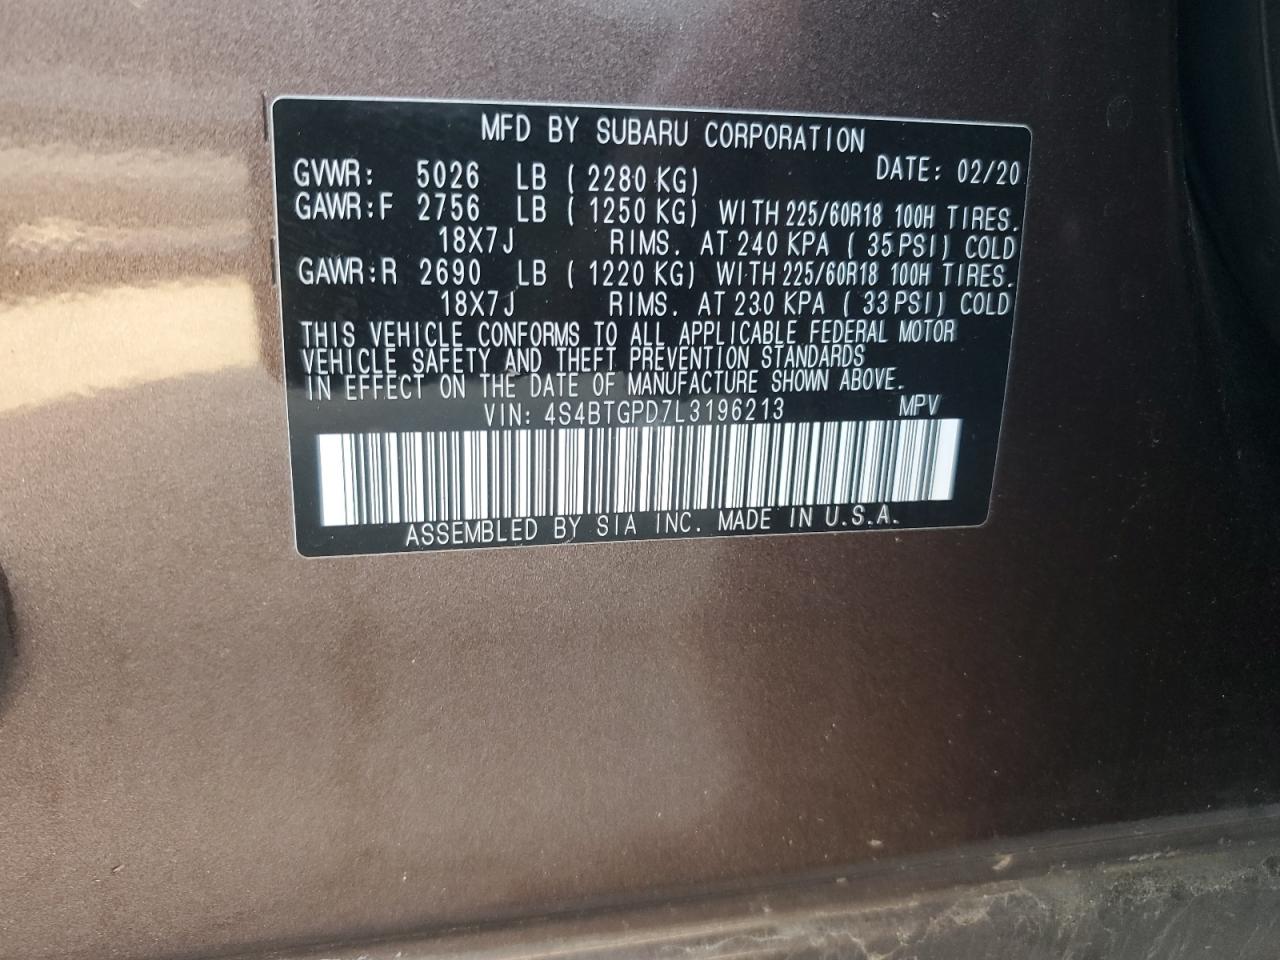 MFD BY SUBARU CORPORATION
DATE: 02/20
GVWR: 5026 LB (2280 KG)
GAWR:F 2756 LB (1250 KG) WITH 225/60R18 100H TIRES.
18X7J RIMS. AT 240 KPA (35 PSI) COLD
GAWR:R 2690 LB (1220 KG) WITH 225/60R18 100H TIRES.
18X7J RIMS. AT 230 KPA (33 PSI) COLD
THIS VEHICLE CONFORMS TO ALL APPLICABLE FEDERAL MOTOR
VEHICLE SAFETY AND THEFT PREVENTION STANDARDS
IN EFFECT ON THE DATE OF MANUFACTURE SHOWN ABOVE.
VIN: 4S4BTGPD7L3196213 MPV
ASSEMBLED BY SIA INC. MADE IN U.S.A.